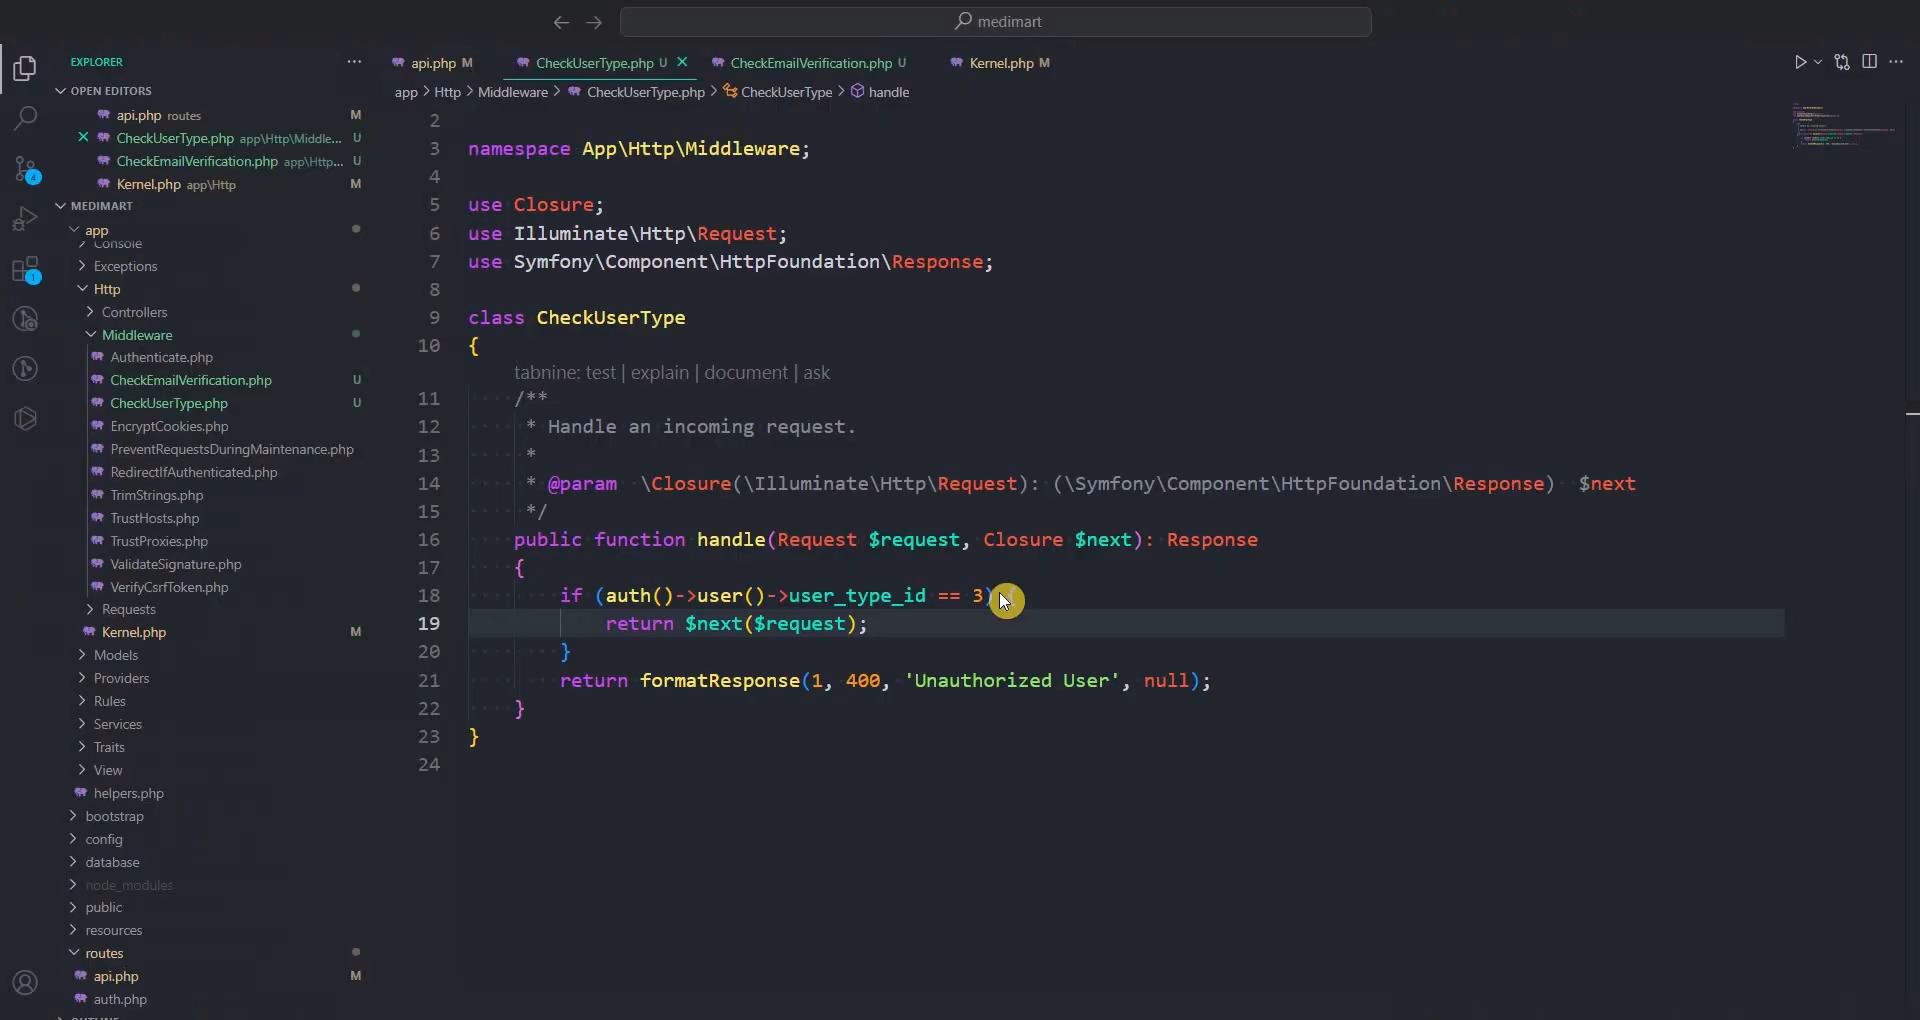 medimart
EXPLORER
api.php M
CheckUserType.php U
CheckEmailVerification.php U
Kernel.php M
OPEN EDITORS
app > Http > Middleware > CheckUserType.php > CheckUserType > handle
api.php routes M
CheckUserType.php app\Http\Middle... U
CheckEmailVerification.php app\Http... U
Kernel.php app\Http M
MEDIMART
app
Console
Exceptions
Http
Controllers
Middleware
Authenticate.php
CheckEmailVerification.php U
CheckUserType.php U
EncryptCookies.php
PreventRequestsDuringMaintenance.php
RedirectIfAuthenticated.php
TrimStrings.php
TrustHosts.php
TrustProxies.php
ValidateSignature.php
VerifyCsrfToken.php
Requests
Kernel.php M
Models
Providers
Rules
Services
Traits
View
helpers.php
bootstrap
config
database
node_modules
public
resources
routes
api.php M
auth.php
4
1
2
3 namespace App\Http\Middleware;
4
5 use Closure;
6 use Illuminate\Http\Request;
7 use Symfony\Component\HttpFoundation\Response;
8
9 class CheckUserType
10 {
tabnine: test | explain | document | ask
11 /**
12 * Handle an incoming request.
13 *
14 * @param \Closure(\Illuminate\Http\Request): (\Symfony\Component\HttpFoundation\Response) $next
15 */
16 public function handle(Request $request, Closure $next): Response
17 {
18 if (auth()->user()->user_type_id == 3) {
19 return $next($request);
20 }
21 return formatResponse(1, 400, 'Unauthorized User', null);
22 }
23 }
24